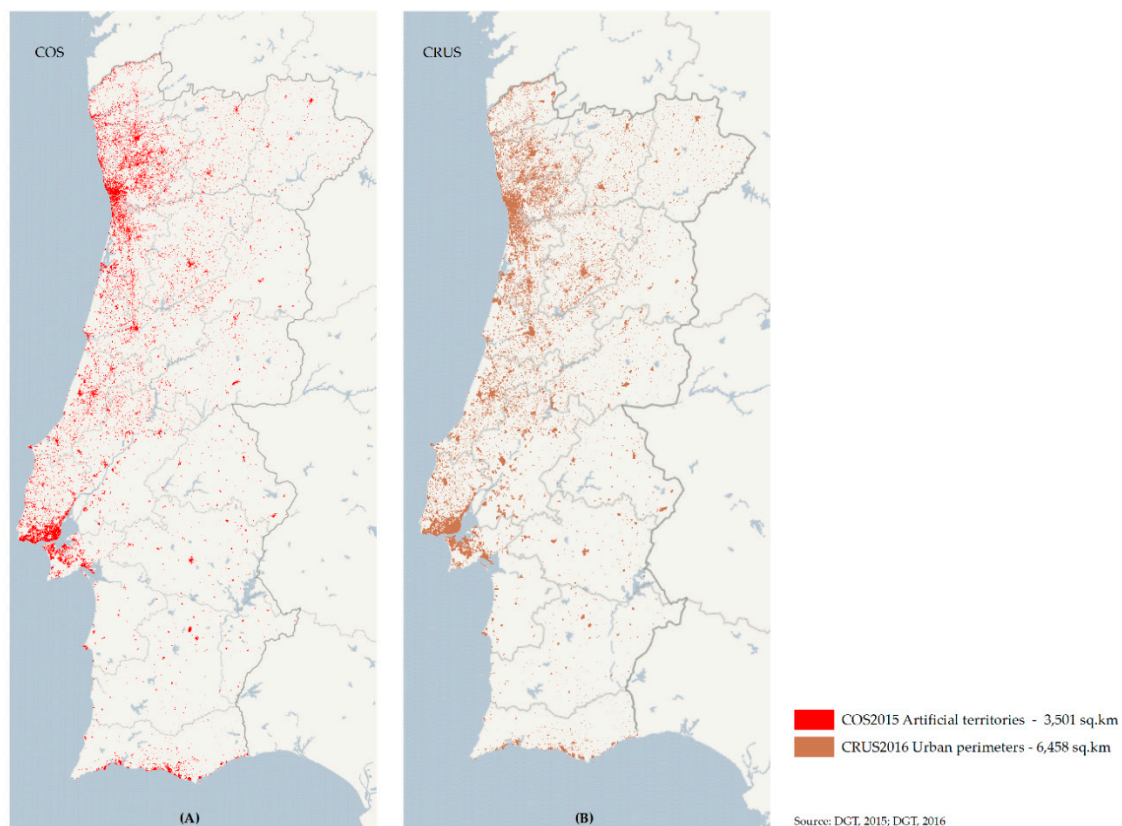 COS
CRUS
COS2015 Artificial territories - 3,501 sq.km
CRUS2016 Urban perimeters - 6,458 sq.km
(A)
(B)
Source: DGT, 2015; DGT, 2016